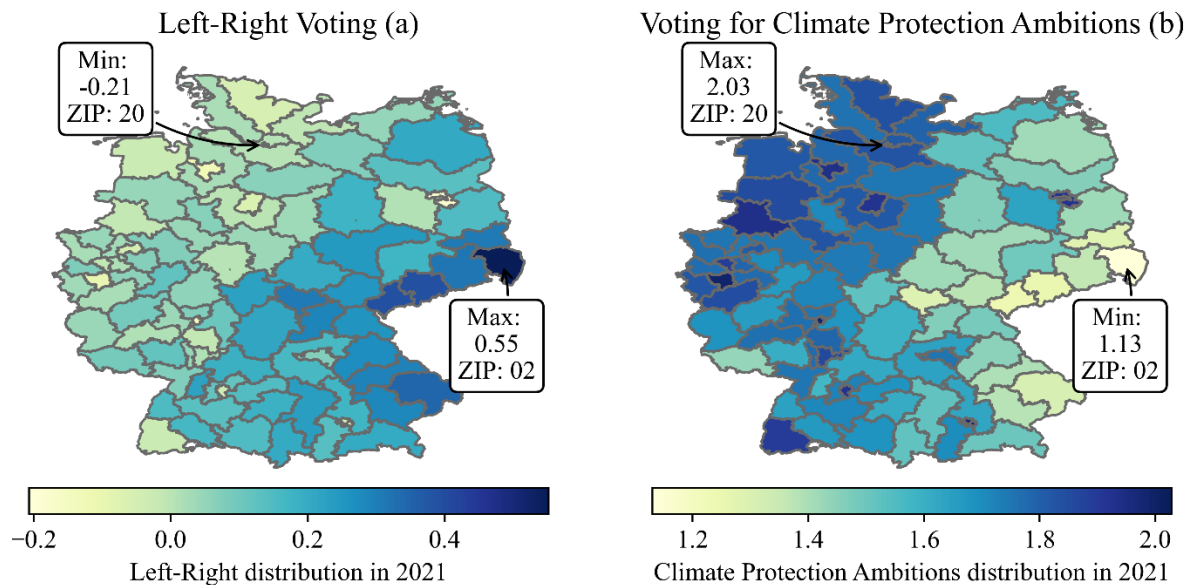 Left-Right Voting (a)
Min:
-0.21
ZIP: 20
Max:
0.55
ZIP: 02
−0.2 0.0 0.2 0.4
Left-Right distribution in 2021
Voting for Climate Protection Ambitions (b)
Max:
2.03
ZIP: 20
Min:
1.13
ZIP: 02
1.2 1.4 1.6 1.8 2.0
Climate Protection Ambitions distribution in 2021